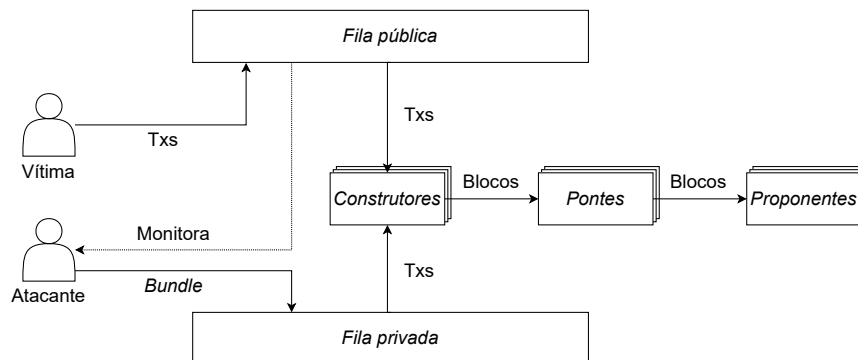 Fila pública
Txs
Txs
Vítima
Construtores
Blocos
Pontes
Blocos
Proponentes
Monitora
Atacante
Bundle
Txs
Fila privada